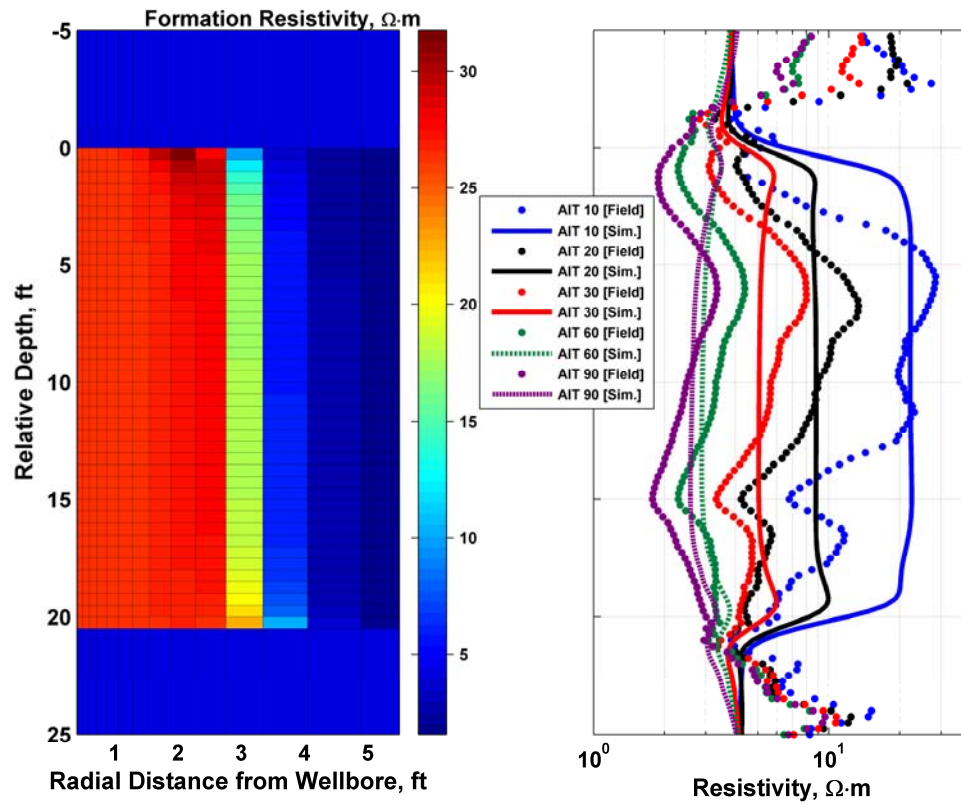 Formation Resistivity, Ω·m
-5
0
5
10
15
20
25
Relative Depth, ft
1 2 3 4 5
Radial Distance from Wellbore, ft
30
25
20
15
10
5
AIT 10 [Field]
AIT 10 [Sim.]
AIT 20 [Field]
AIT 20 [Sim.]
AIT 30 [Field]
AIT 30 [Sim.]
AIT 60 [Field]
AIT 60 [Sim.]
AIT 90 [Field]
AIT 90 [Sim.]
10⁰ 10¹
Resistivity, Ω·m